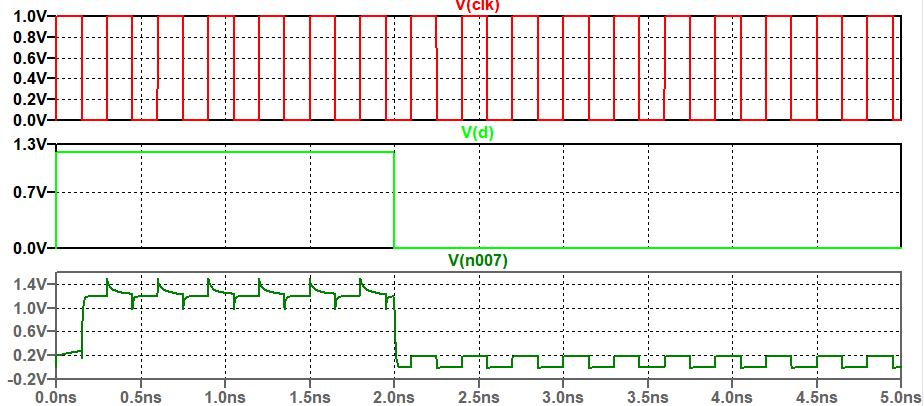 V(clk)
1.0V
0.8V
0.6V
0.4V
0.2V
0.0V
V(d)
1.3V
0.7V
0.0V
V(n007)
1.4V
1.0V
0.6V
0.2V
-0.2V
0.0ns 0.5ns 1.0ns 1.5ns 2.0ns 2.5ns 3.0ns 3.5ns 4.0ns 4.5ns 5.0ns